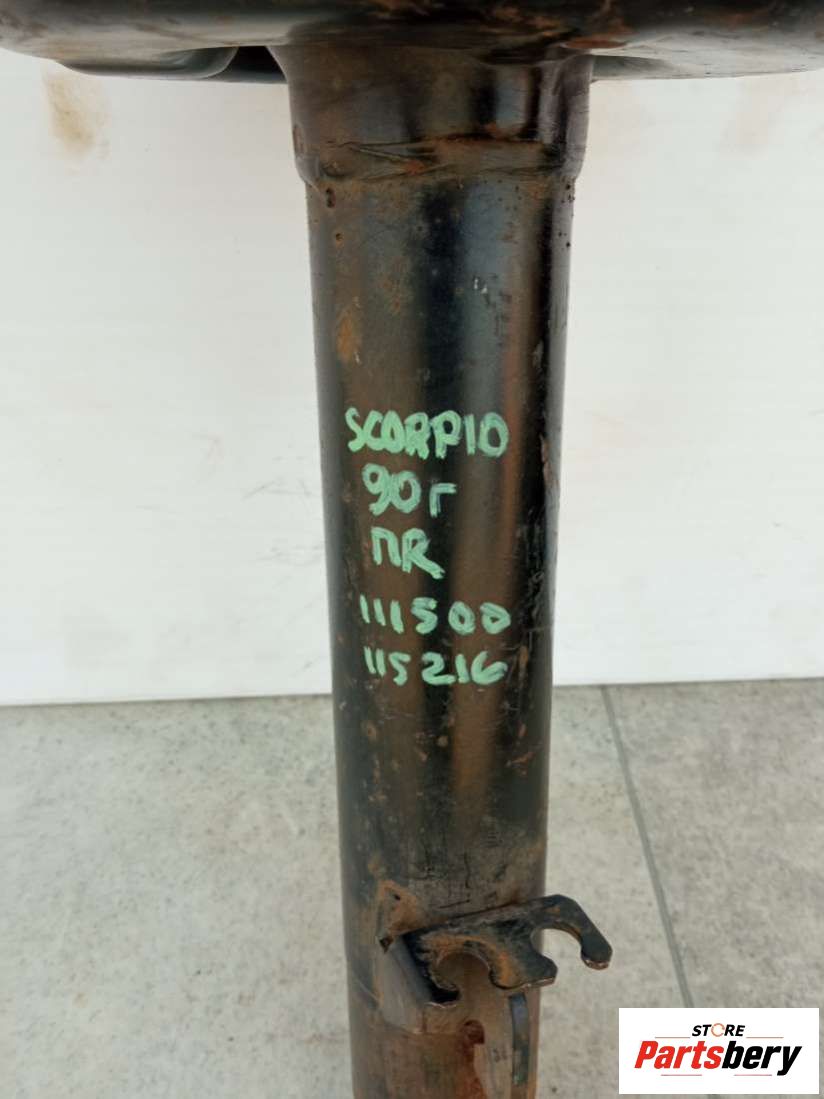 SCORPIO
90г
ПR
111500
115216
STORE
Partsbery